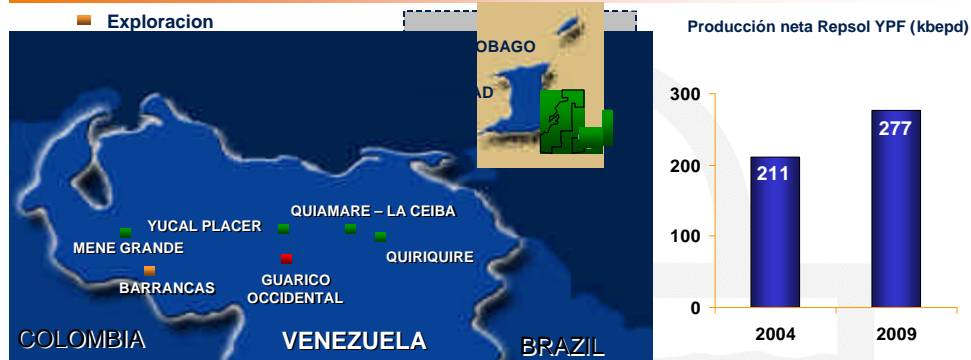 Exploracion
OBAGO
AD
QUIAMARE – LA CEIBA
YUCAL PLACER
MENE GRANDE
QUIRIQUIRE
BARRANCAS
GUARICO
OCCIDENTAL
COLOMBIA
VENEZUELA
BRAZIL
Producción neta Repsol YPF (kbepd)
300
200
100
0
211
277
2004
2009